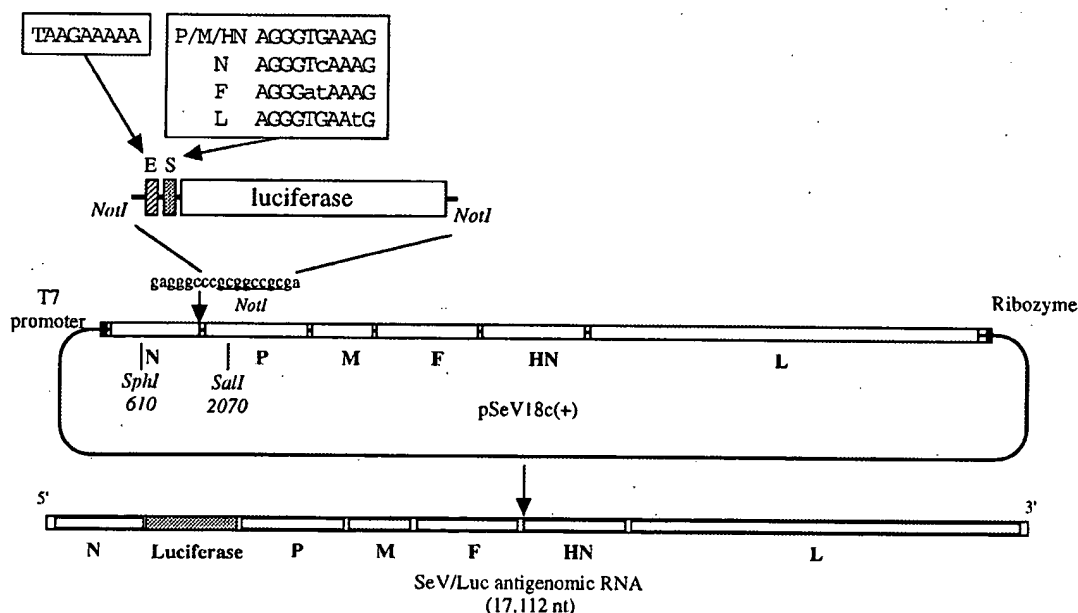 TAAGAAAAA
P/M/HN AGGGTGAAAG
N AGGGTcAAAG
F AGGGatAAAG
L AGGGTGAAtG
E S
luciferase
NotI NotI
gagggcccgcggccgcga
NotI
T7
promoter
Ribozyme
N P M F HN L
SphI
610
SalI
2070
pSeV18c(+)
5' 3'
N Luciferase P M F HN L
SeV/Luc antigenomic RNA
(17,112 nt)